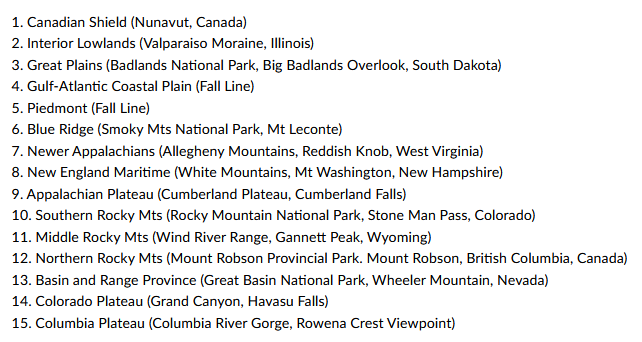 1. Canadian Shield (Nunavut, Canada)
2. Interior Lowlands (Valparaiso Moraine, Illinois)
3. Great Plains (Badlands National Park, Big Badlands Overlook, South Dakota)
4. Gulf-Atlantic Coastal Plain (Fall Line)
5. Piedmont (Fall Line)
6. Blue Ridge (Smoky Mts National Park, Mt Leconte)
7. Newer Appalachians (Allegheny Mountains, Reddish Knob, West Virginia)
8. New England Maritime (White Mountains, Mt Washington, New Hampshire)
9. Appalachian Plateau (Cumberland Plateau, Cumberland Falls)
10. Southern Rocky Mts (Rocky Mountain National Park, Stone Man Pass, Colorado)
11. Middle Rocky Mts (Wind River Range, Gannett Peak, Wyoming)
12. Northern Rocky Mts (Mount Robson Provincial Park. Mount Robson, British Columbia, Canada)
13. Basin and Range Province (Great Basin National Park, Wheeler Mountain, Nevada)
14. Colorado Plateau (Grand Canyon, Havasu Falls)
15. Columbia Plateau (Columbia River Gorge, Rowena Crest Viewpoint)